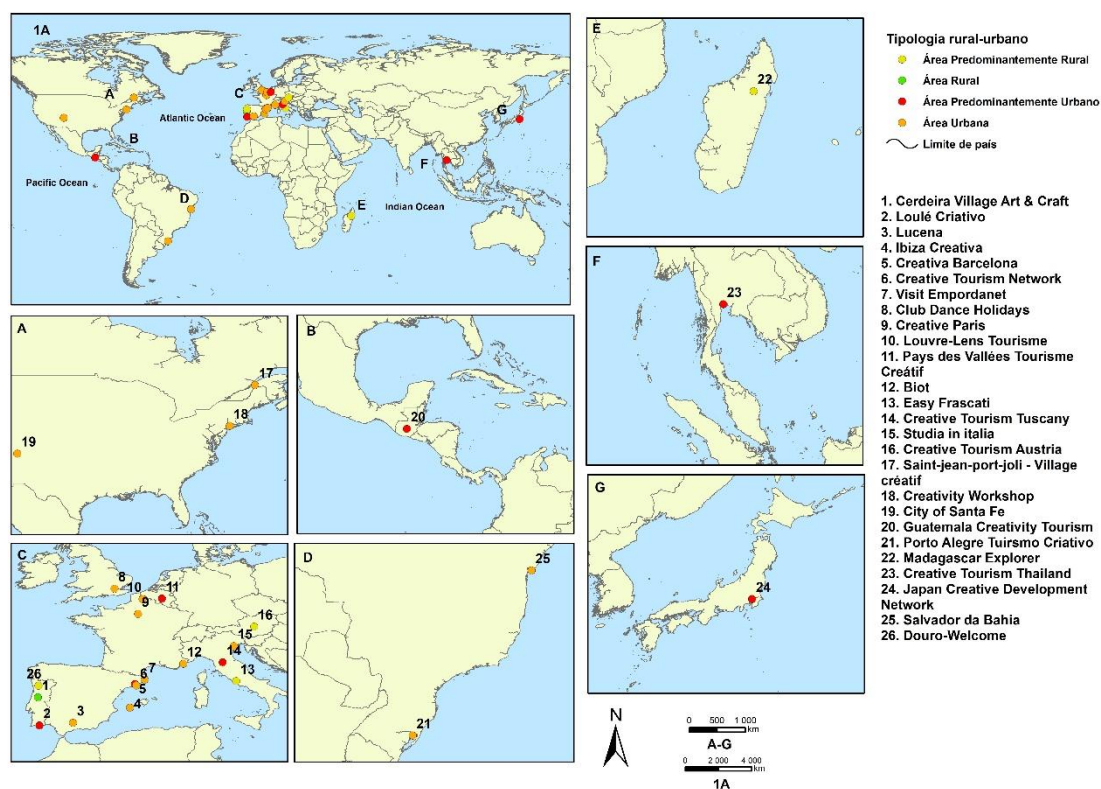 1A
A
B
C
D
E
F
G
Atlantic Ocean
Pacific Ocean
Indian Ocean
A
17
18
19
B
20
C
8
10
11
9
16
15
14
13
12
7
6
5
4
26
1
2
3
D
25
21
E
22
F
23
G
24
N
0 500 1 000
km
A-G
0 2 000 4 000
km
1A
Tipologia rural-urbano
Área Predominantemente Rural
Área Rural
Área Predominantemente Urbano
Área Urbana
Limite de país
1. Cerdeira Village Art & Craft
2. Loulé Criativo
3. Lucena
4. Ibiza Creativa
5. Creativa Barcelona
6. Creative Tourism Network
7. Visit Empordanet
8. Club Dance Holidays
9. Creative Paris
10. Louvre-Lens Tourisme
11. Pays des Vallées Tourisme
Creátif
12. Biot
13. Easy Frascati
14. Creative Tourism Tuscany
15. Studia in italia
16. Creative Tourism Austria
17. Saint-jean-port-joli - Village
créatif
18. Creativity Workshop
19. City of Santa Fe
20. Guatemala Creativity Tourism
21. Porto Alegre Tuirsmo Criativo
22. Madagascar Explorer
23. Creative Tourism Thailand
24. Japan Creative Development
Network
25. Salvador da Bahia
26. Douro-Welcome